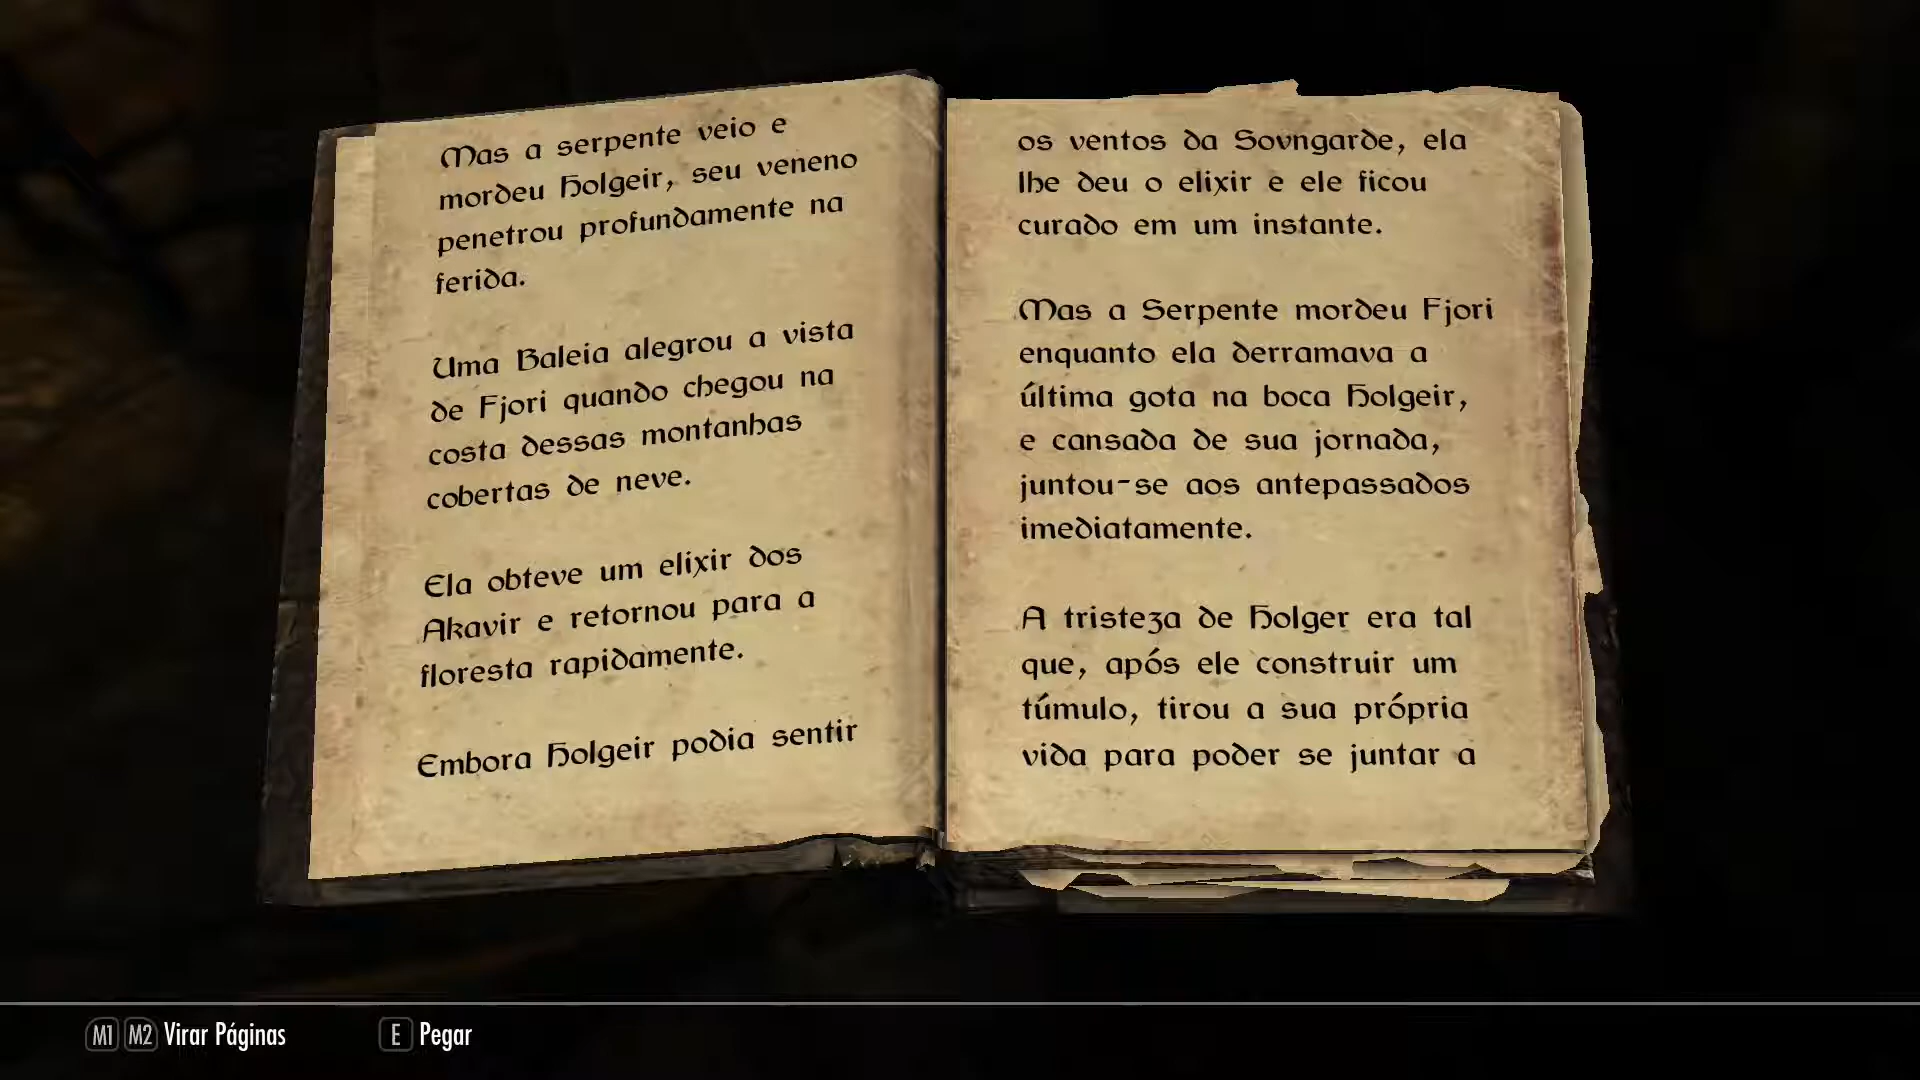 Mas a serpente veio e
mordeu Holgeir, seu veneno
penetrou profundamente na
ferida.
Uma Baleia alegrou a vista
de Fjori quando chegou na
costa dessas montanhas
cobertas de neve.
Ela obteve um elixir dos
Akavir e retornou para a
floresta rapidamente.
Embora Holgeir podia sentir
os ventos da Sovngarde, ela
lhe deu o elixir e ele ficou
curado em um instante.
Mas a Serpente mordeu Fjori
enquanto ela derramava a
última gota na boca Holgeir,
e cansada de sua jornada,
juntou-se aos antepassados
imediatamente.
A tristeza de Holger era tal
que, após ele construir um
túmulo, tirou a sua própria
vida para poder se juntar a
M1 M2 Virar Páginas E Pegar